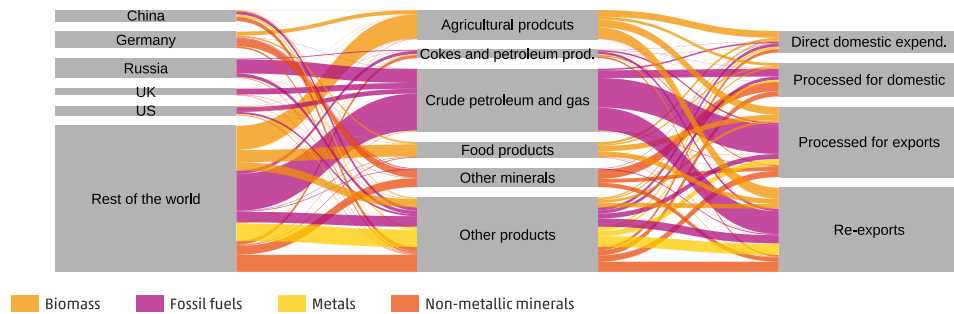 China
Germany
Russia
UK
US
Rest of the world
Agricultural prodcuts
Cokes and petroleum prod.
Crude petroleum and gas
Food products
Other minerals
Other products
Direct domestic expend.
Processed for domestic
Processed for exports
Re-exports
Biomass
Fossil fuels
Metals
Non-metallic minerals